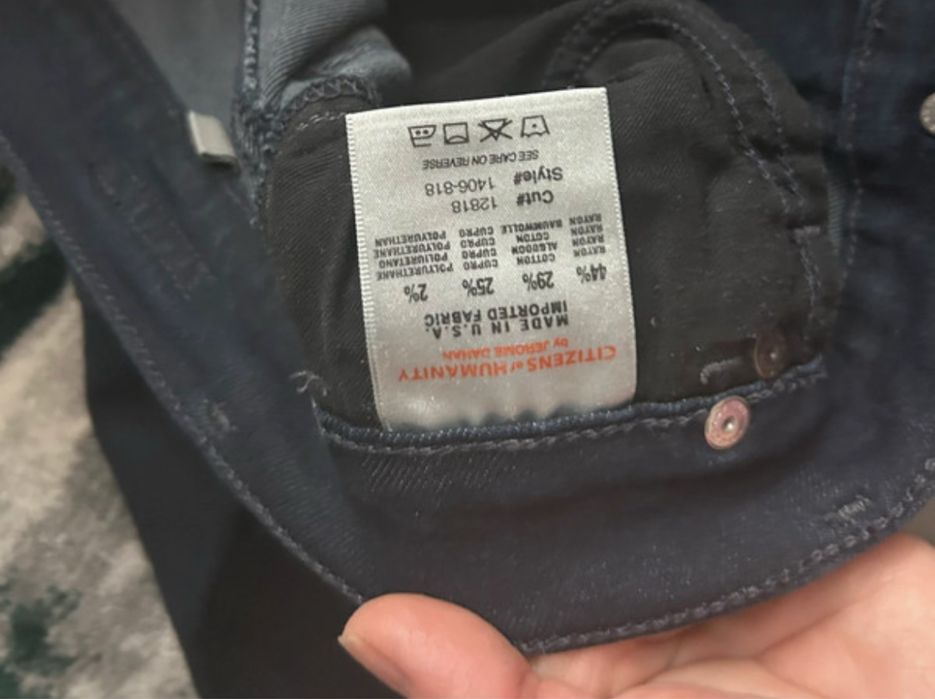 CITIZENS of HUMANITY
by JEROME DAHAN
MADE IN U.S.A.
IMPORTED FABRIC
44% 29% 25% 2%
RAYON COTTON CUPRO POLYURETHANE
RAYON ALGODON CUPRO POLIURETANO
RAYON BAUMWOLLE CUPRO POLYURETHAN
Cut# 12818
Style# 1406-818
SEE CARE ON REVERSE